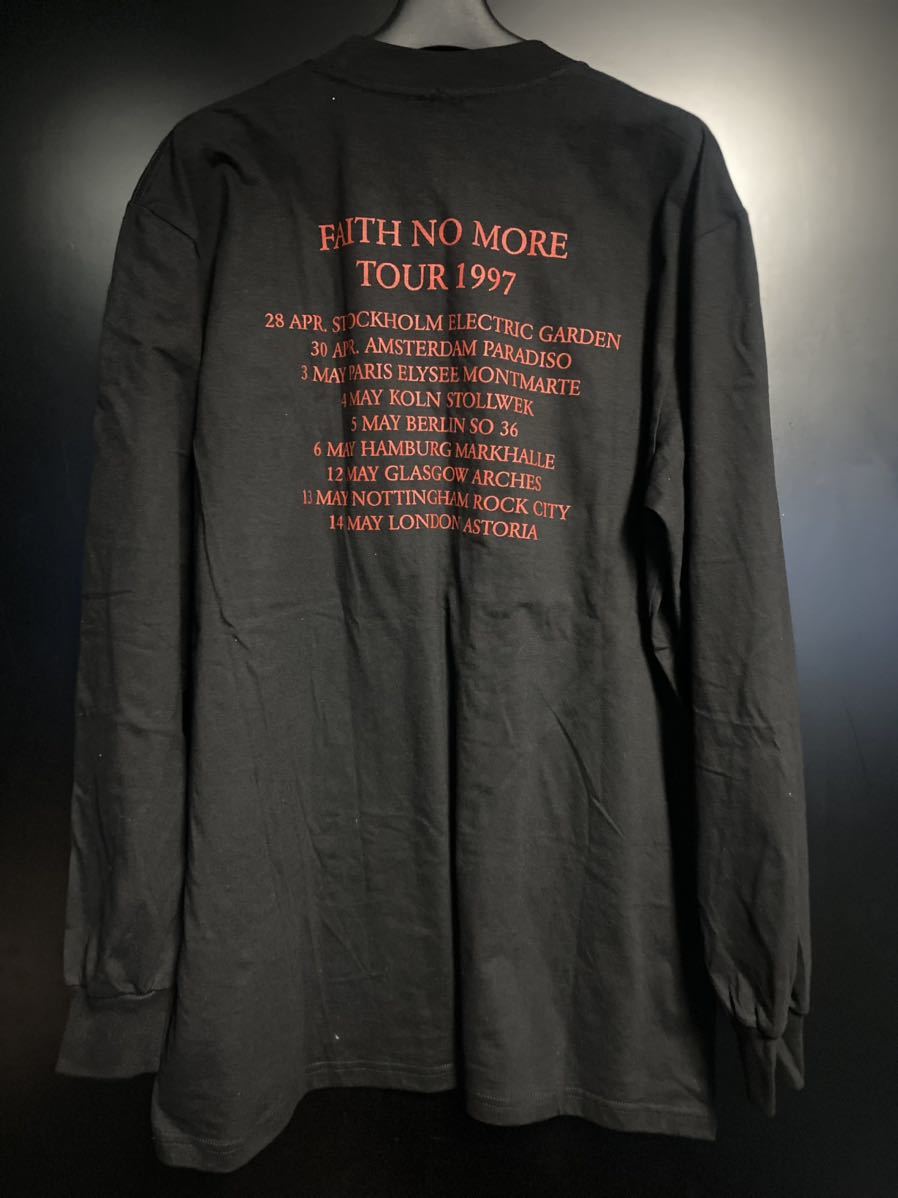 FAITH NO MORE
TOUR 1997
28 APR. STOCKHOLM ELECTRIC GARDEN
30 APR. AMSTERDAM PARADISO
3 MAY PARIS ELYSEE MONTMARTE
4 MAY KOLN STOLLWEK
5 MAY BERLIN SO 36
6 MAY HAMBURG MARKHALLE
12 MAY GLASGOW ARCHES
13 MAY NOTTINGHAM ROCK CITY
14 MAY LONDON ASTORIA